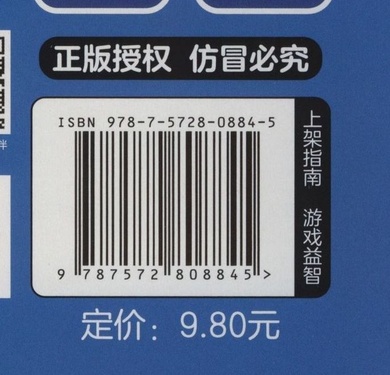 正版授权 仿冒必究
ISBN 978-7-5728-0884-5
9 787572 808845 >
上架指南 游戏益智
伴
定价：9.80元